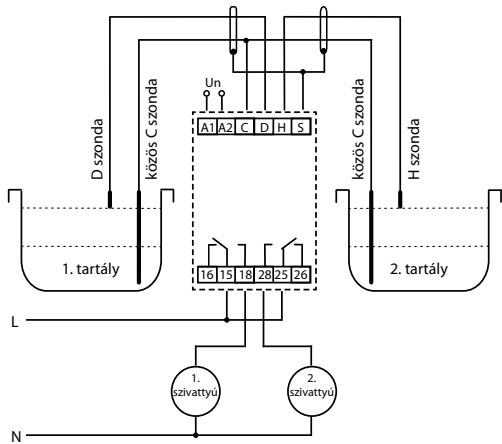 Un
A1 A2 C D H S
D szonda
közös C szonda
közös C szonda
H szonda
1. tartály
2. tartály
16 15 18 28 25 26
L
1.
szivattyú
2.
szivattyú
N